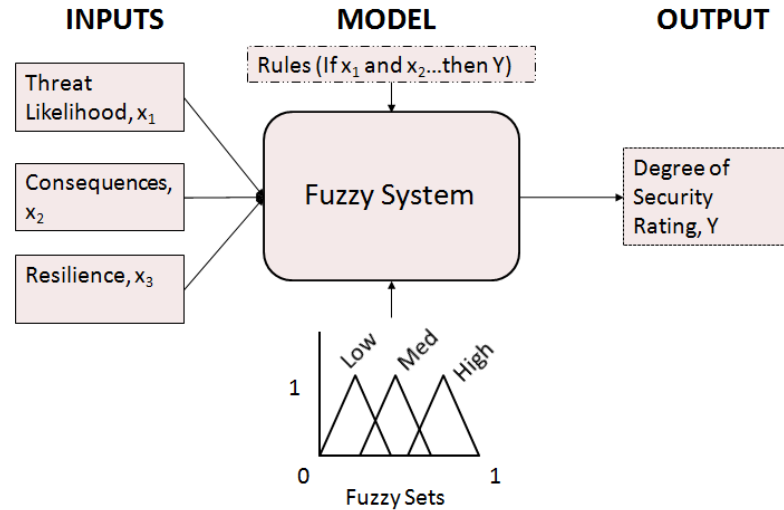 INPUTS
MODEL
OUTPUT
Threat
Likelihood, x₁
Consequences,
x₂
Resilience, x₃
Rules (If x₁ and x₂...then Y)
Fuzzy System
Degree of
Security
Rating, Y
Low
Med
High
1
0
1
Fuzzy Sets